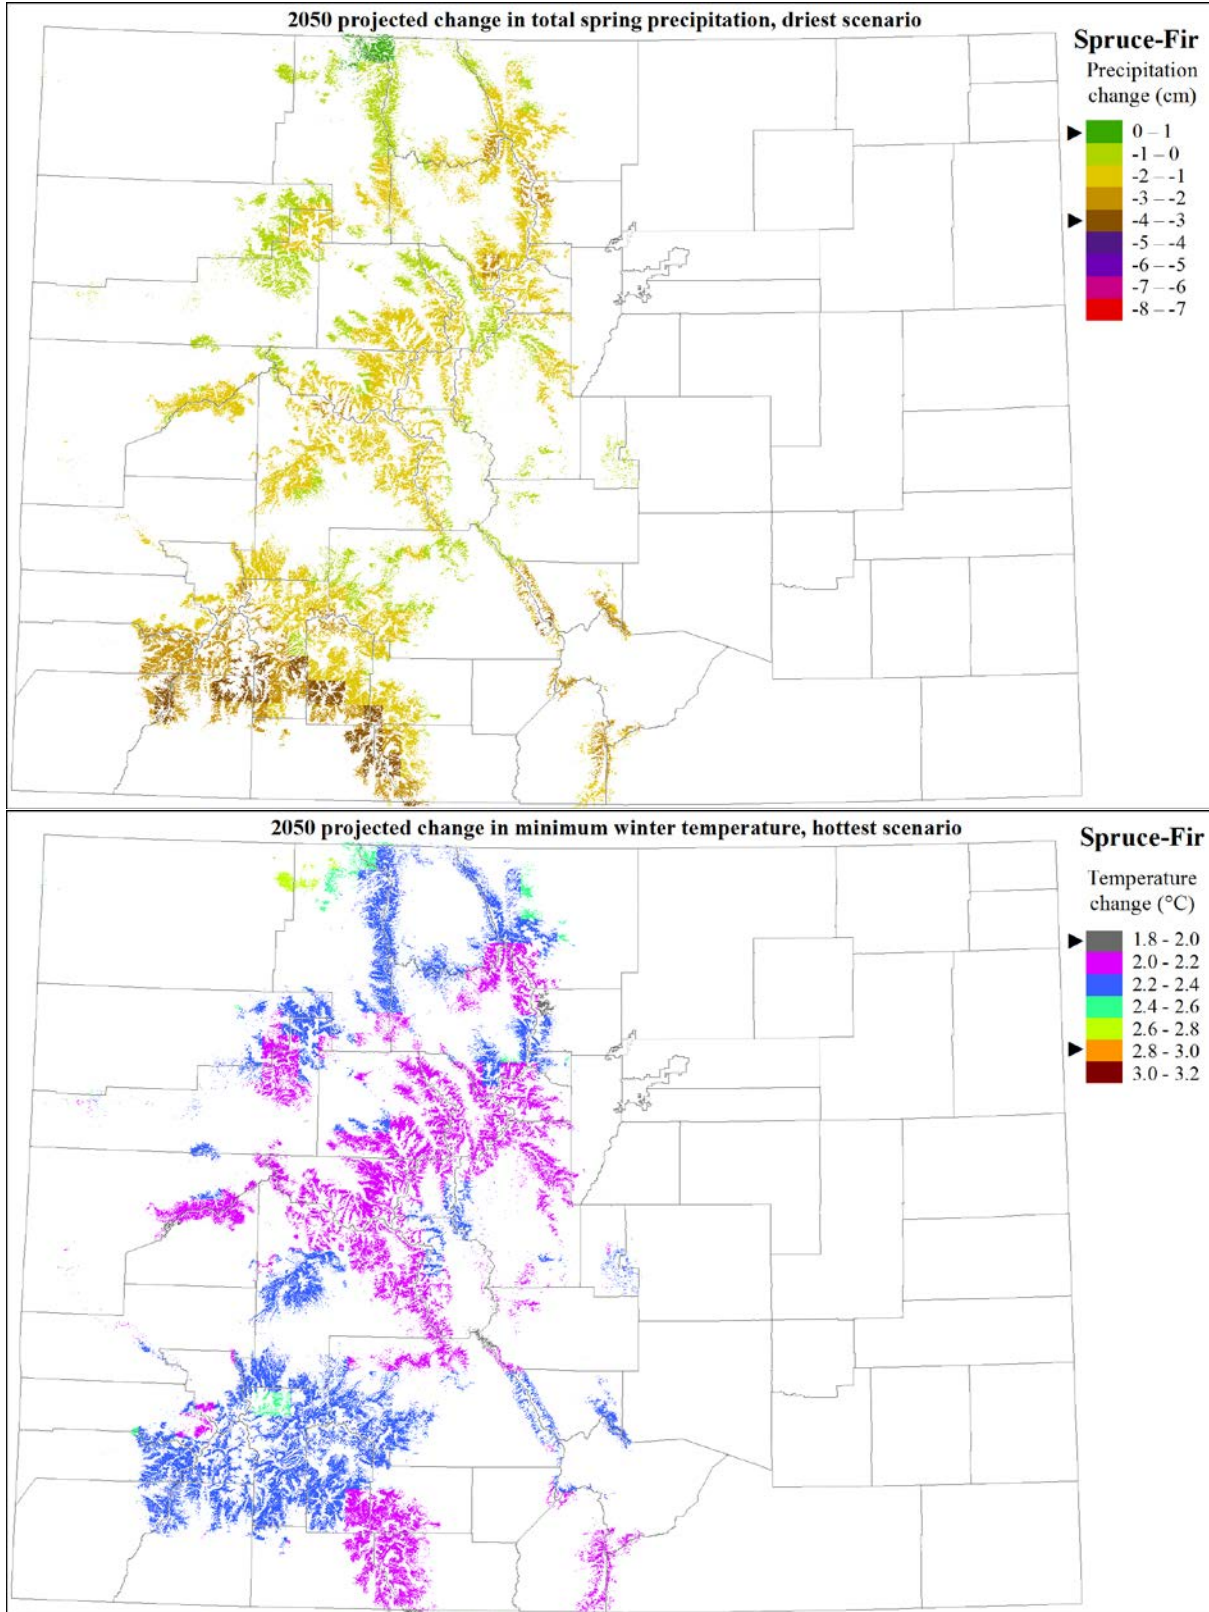 2050 projected change in total spring precipitation, driest scenario
Spruce-Fir
Precipitation
change (cm)
0 – 1
-1 – 0
-2 – -1
-3 – -2
-4 – -3
-5 – -4
-6 – -5
-7 – -6
-8 – -7
2050 projected change in minimum winter temperature, hottest scenario
Spruce-Fir
Temperature
change (°C)
1.8 - 2.0
2.0 - 2.2
2.2 - 2.4
2.4 - 2.6
2.6 - 2.8
2.8 - 3.0
3.0 - 3.2